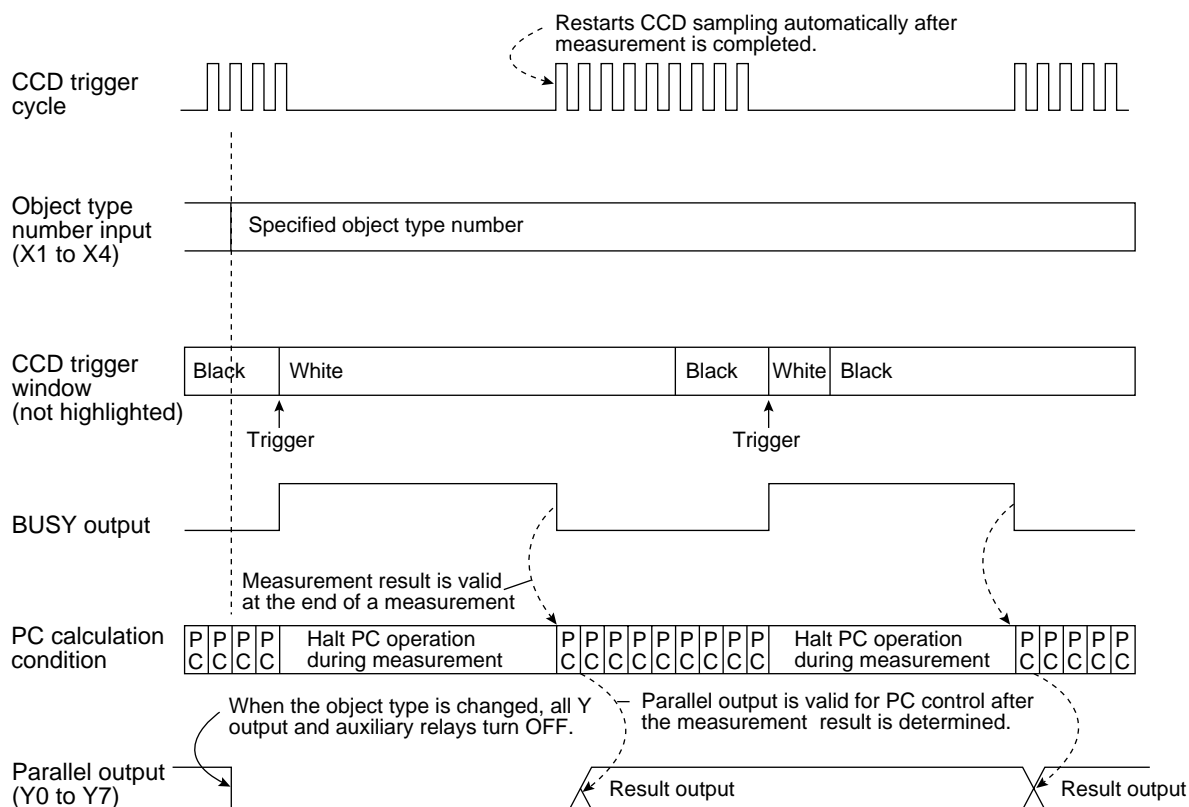 Restarts CCD sampling automatically after
measurement is completed.
CCD trigger
cycle
Object type
number input
(X1 to X4)
Specified object type number
CCD trigger
window
(not highlighted)
Black
White
Black
White
Black
Trigger
Trigger
BUSY output
Measurement result is valid
at the end of a measurement
PC calculation
condition
P P P P
C C C C
Halt PC operation
during measurement
P P P P P P P P P
C C C C C C C C C
Halt PC operation
during measurement
P P P P P
C C C C C
When the object type is changed, all Y
output and auxiliary relays turn OFF.
Parallel output is valid for PC control after
the measurement result is determined.
Parallel output
(Y0 to Y7)
Result output
Result output